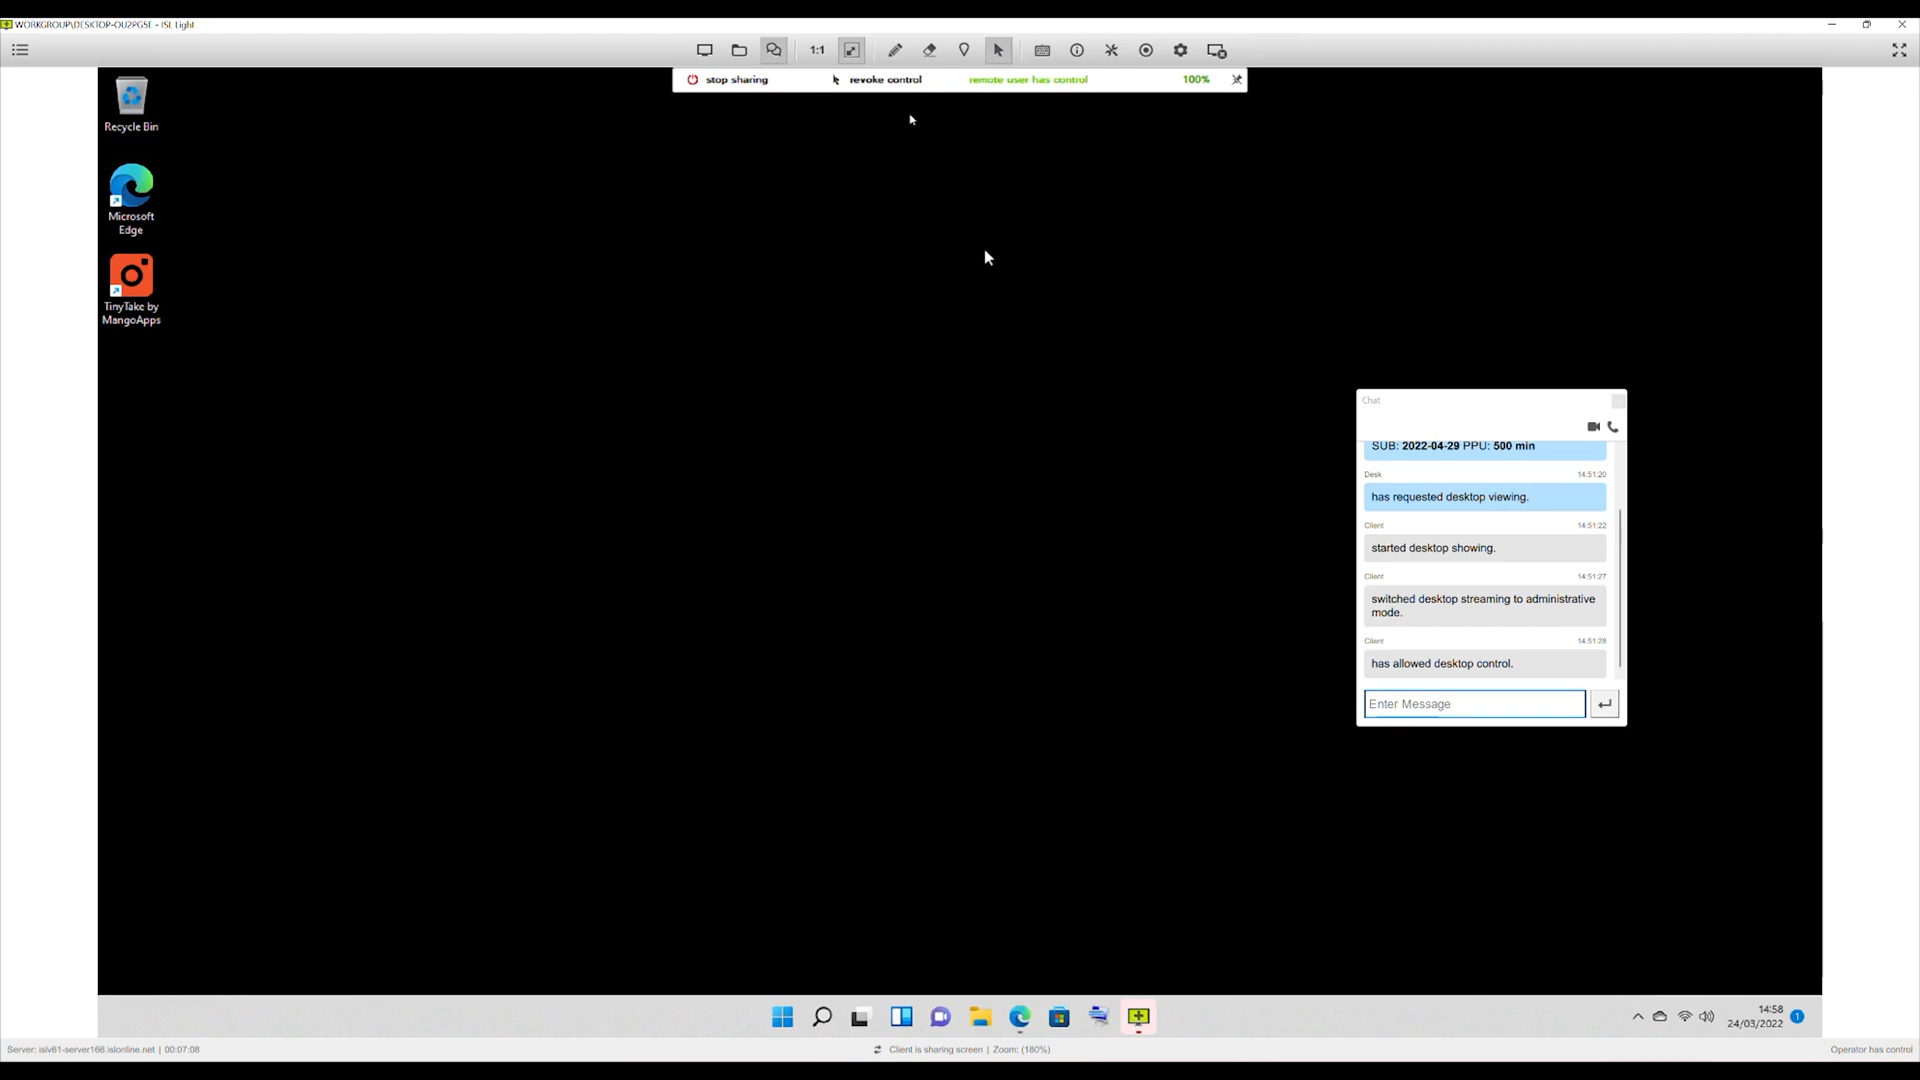 WORKGROUP\DESKTOP-OU2PG5E - ISL Light
1:1
stop sharing
revoke control
remote user has control
100%
Recycle Bin
Microsoft
Edge
TinyTake by
MangoApps
Chat
SUB: 2022-04-29 PPU: 500 min
Desk 14:51:20
has requested desktop viewing.
Client 14:51:22
started desktop showing.
Client 14:51:27
switched desktop streaming to administrative
mode.
Client 14:51:28
has allowed desktop control.
Enter Message
14:58
24/03/2022
1
Server: islv61-server166.islonline.net | 00:07:08
Client is sharing screen | Zoom: (180%)
Operator has control